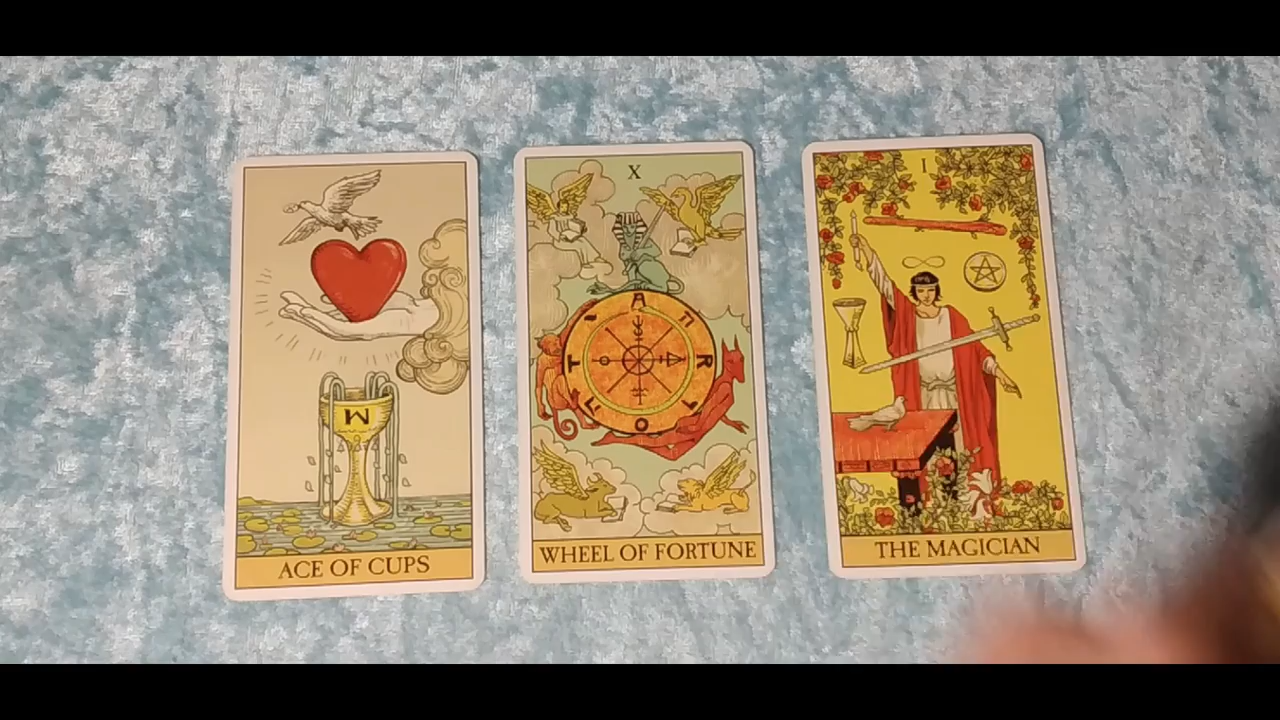 M
ACE OF CUPS
X
A
R
O
T
WHEEL OF FORTUNE
I
THE MAGICIAN